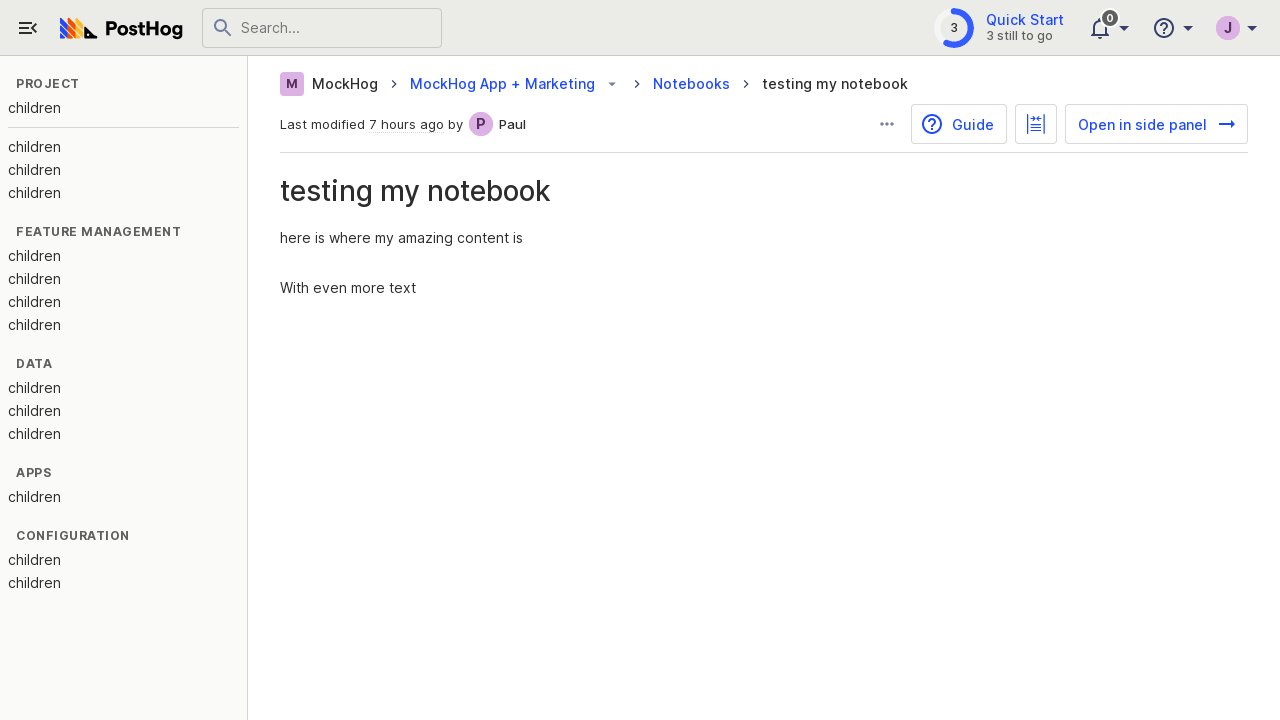 PostHog
Search...
3
Quick Start
3 still to go
0
J
PROJECT
children
children
children
children
FEATURE MANAGEMENT
children
children
children
children
DATA
children
children
children
APPS
children
CONFIGURATION
children
children
M MockHog MockHog App + Marketing Notebooks testing my notebook
Last modified 7 hours ago by P Paul
Guide
Open in side panel
testing my notebook
here is where my amazing content is
With even more text